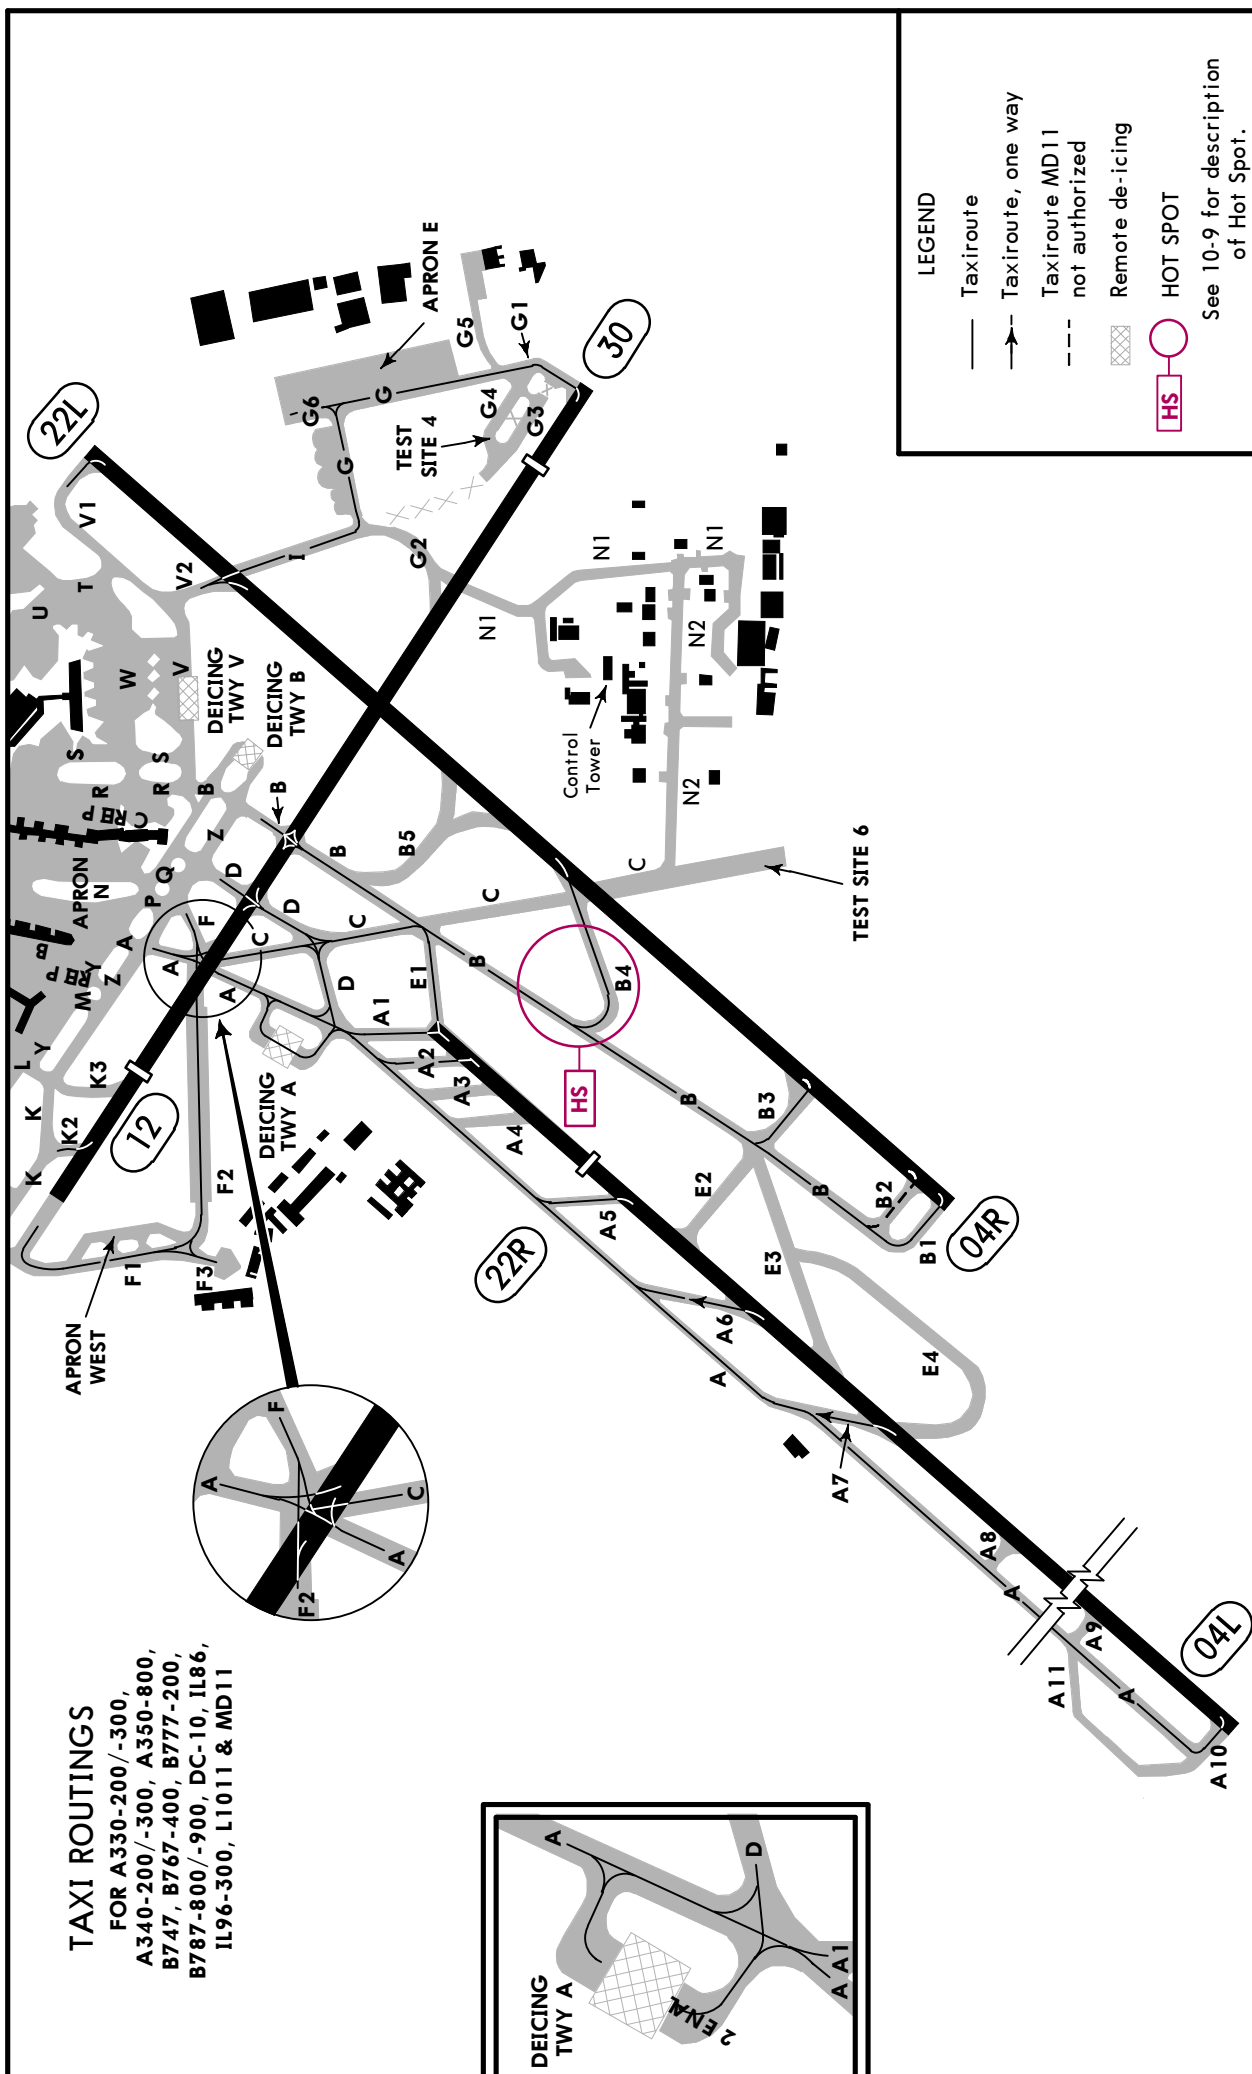 TAXI ROUTINGS
FOR A330-200/-300,
A340-200/-300, A350-800,
B747, B767-400, B777-200,
B787-800/-900, DC-10, IL86,
IL96-300, L1011 & MD11
LEGEND
Taxiroute
Taxiroute, one way
Taxiroute MD11
not authorized
Remote de-icing
HS
HOT SPOT
See 10-9 for description
of Hot Spot.
22L
30
12
22R
04R
04L
APRON E
G5
G1
G6
G
G
G4
G3
TEST
SITE 4
G2
I
V1
V2
T
U
W
V
S
S
R
R
DEICING
TWY V
DEICING
TWY B
B
B
B
B5
Z
D
D
D
Q
P
N
APRON
A
Z
Y
M
Y
L
K
K
K2
K3
F
C
A
A
C
C
C
A1
E1
B
B4
HS
A2
A3
A4
A5
A6
A7
A
A8
A
A9
A11
A
A10
B
B3
B
B2
B1
E2
E3
E4
N1
N1
N1
N2
N2
Control
Tower
TEST SITE 6
DEICING
TWY A
F1
F2
F3
APRON
WEST
A
F
C
A
F2
DEICING
TWY A
A
D
A1
A